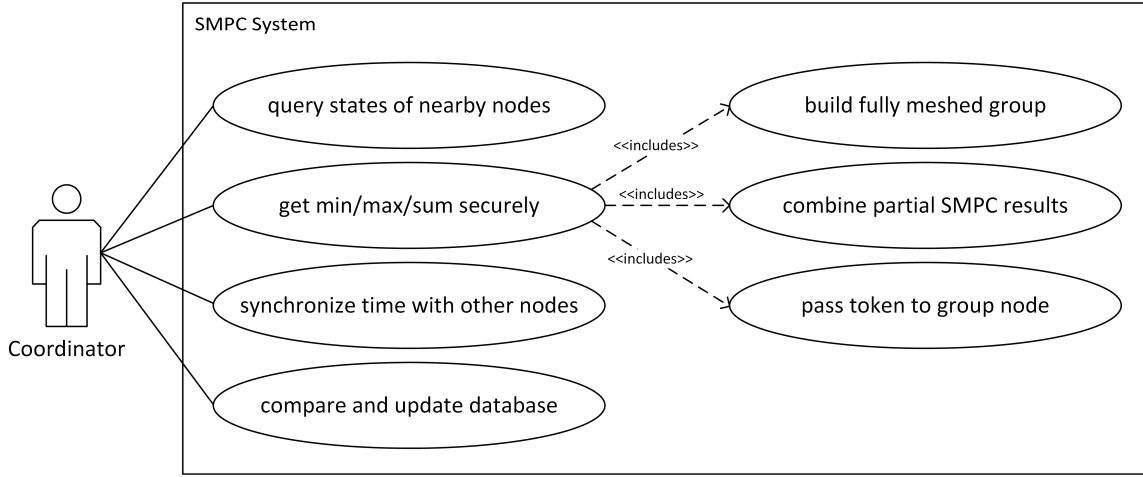 SMPC System
query states of nearby nodes
build fully meshed group
<<includes>>
get min/max/sum securely
<<includes>>
combine partial SMPC results
<<includes>>
synchronize time with other nodes
pass token to group node
Coordinator
compare and update database